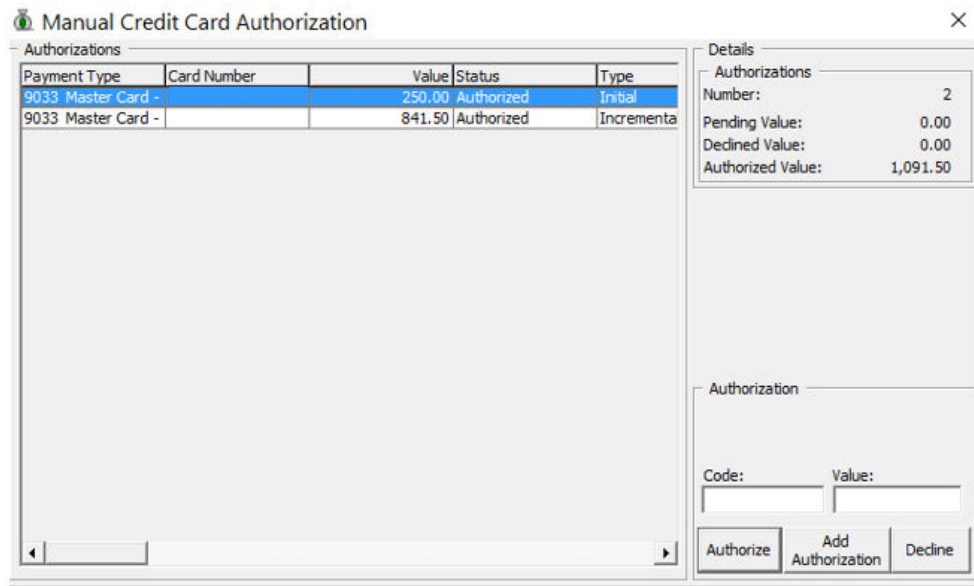 Manual Credit Card Authorization
Authorizations
Payment Type Card Number Value Status Type
9033 Master Card - 250.00 Authorized Initial
9033 Master Card - 841.50 Authorized Incrementa
Details
Authorizations
Number: 2
Pending Value: 0.00
Declined Value: 0.00
Authorized Value: 1,091.50
Authorization
Code: Value:
Authorize
Add
Authorization
Decline